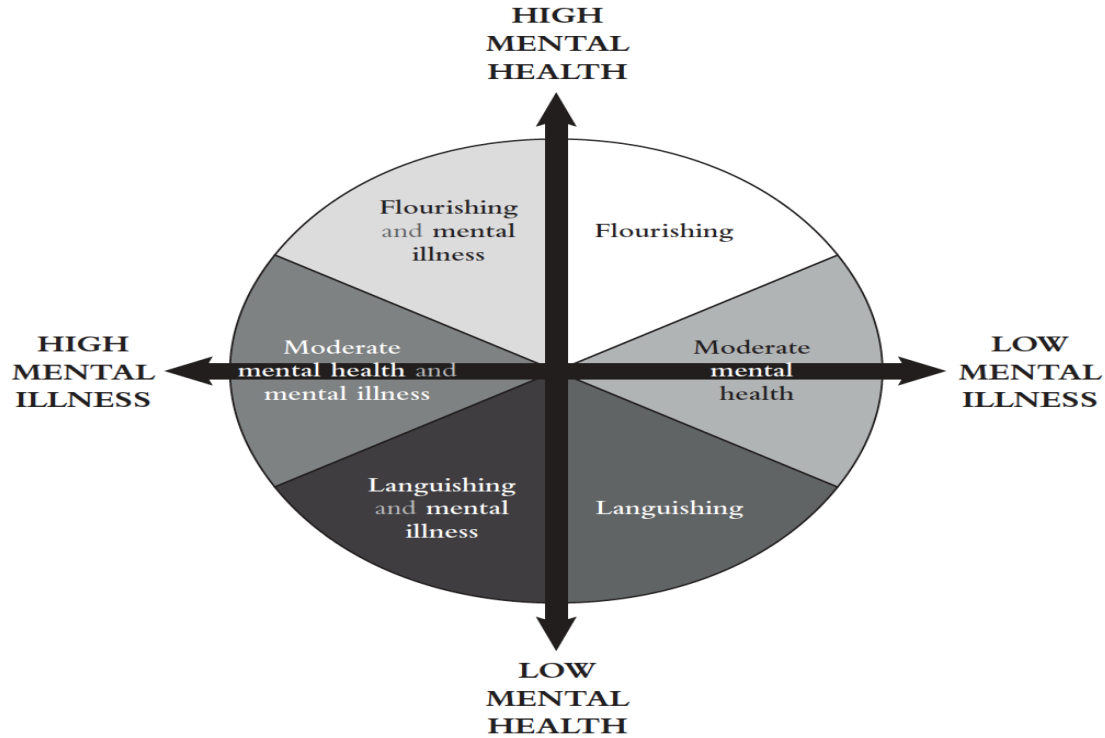 HIGH
MENTAL
HEALTH
Flourishing
and mental
illness
Flourishing
HIGH
MENTAL
ILLNESS
Moderate
mental health and
mental illness
Moderate
mental
health
LOW
MENTAL
ILLNESS
Languishing
and mental
illness
Languishing
LOW
MENTAL
HEALTH